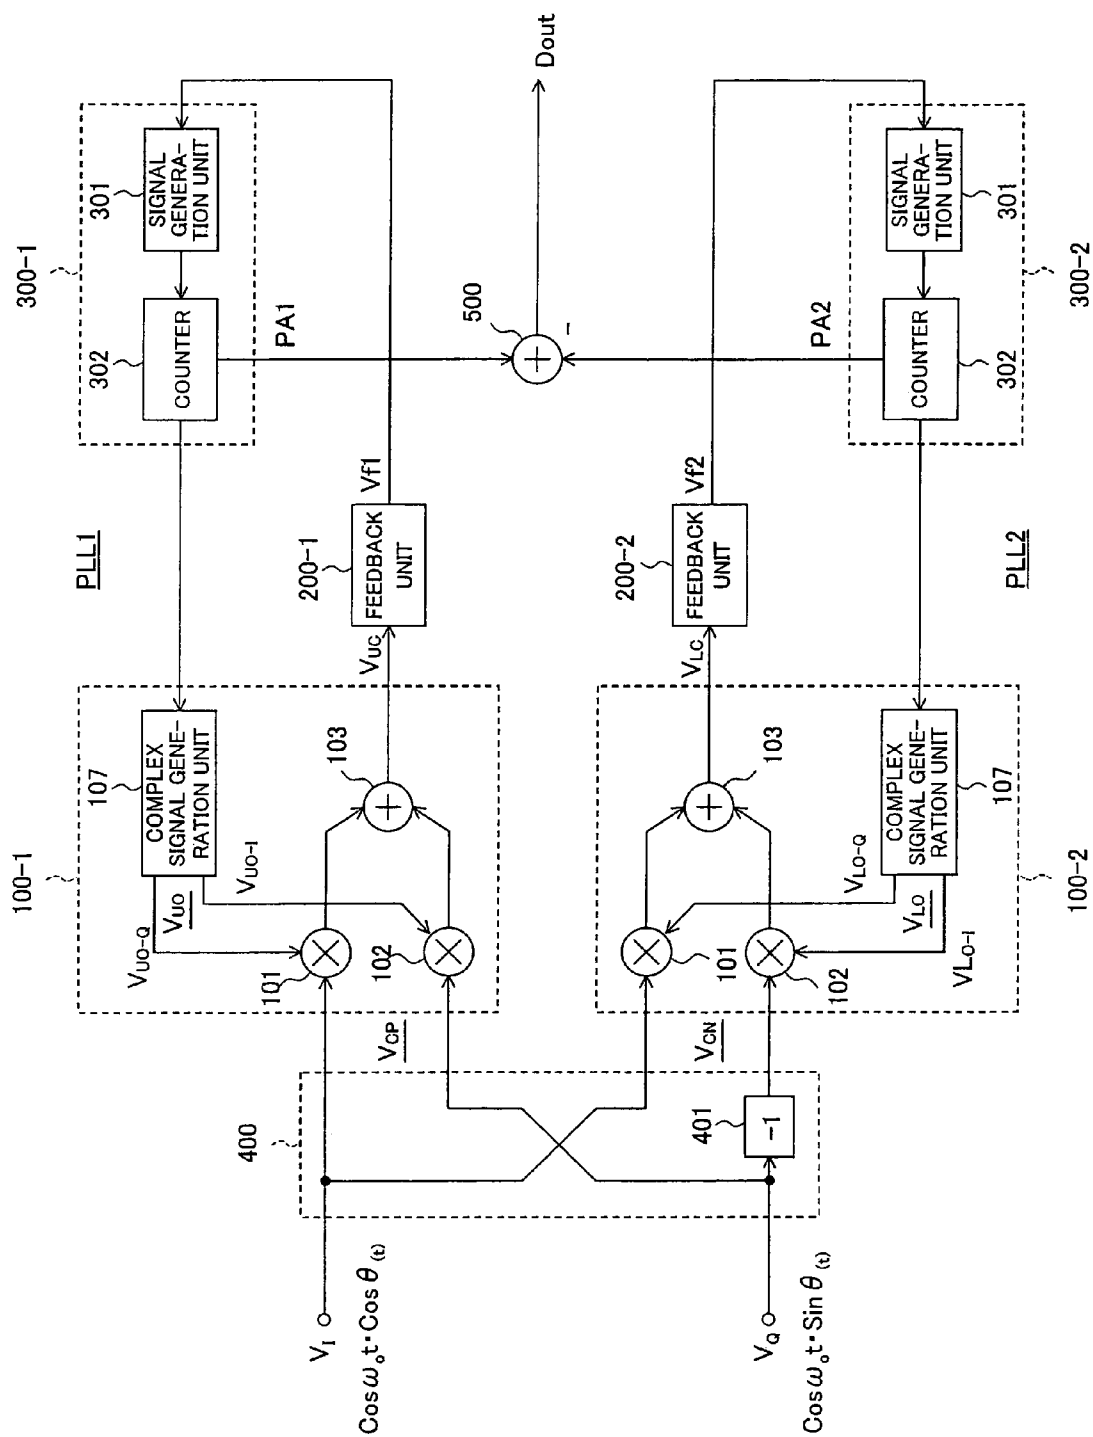 300-1
301
SIGNAL
GENERA-
TION UNIT
302
COUNTER
PA1
500
+
−
Dout
PA2
301
SIGNAL
GENERA-
TION UNIT
302
COUNTER
300-2
PLL1
200-1
FEEDBACK
UNIT
Vf1
VUC
200-2
FEEDBACK
UNIT
Vf2
VLC
PLL2
100-1
107
COMPLEX
SIGNAL GENE-
RATION UNIT
VUO-Q
VUO
VUO-I
101
102
103
+
VCP
100-2
107
COMPLEX
SIGNAL GENE-
RATION UNIT
VLO-Q
VLO
VLO-I
101
102
103
+
VCN
400
401
-1
VI
Cosω₀t·Cosθ(t)
VQ
Cosω₀t·Sinθ(t)